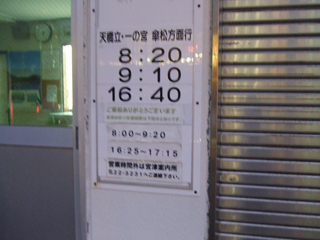 天橋立・一の宮 傘松方面行
8：20
9：10
16：40
ご乗船ありがとうございます
8:00～9:20
16:25～17:15
営業時間外は宮津案内所
☎22-3231へご連絡下さい。